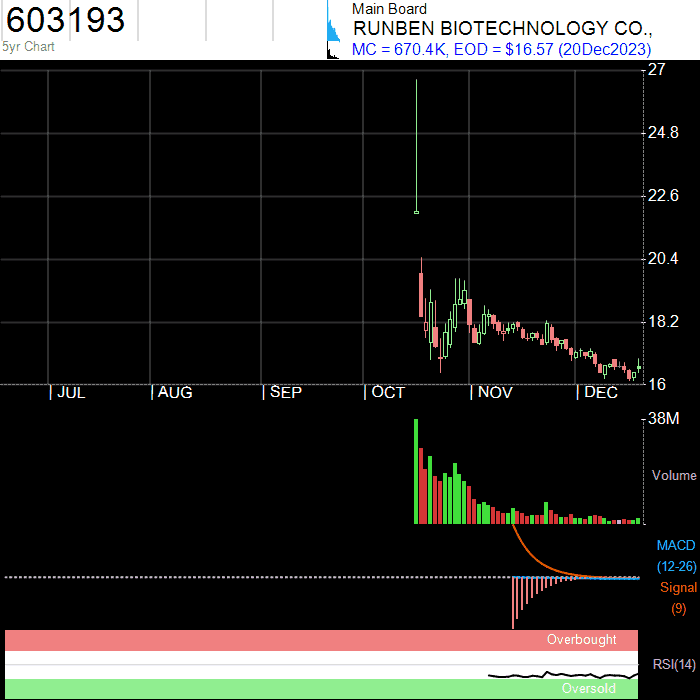 603193
5yr Chart
Main Board
RUNBEN BIOTECHNOLOGY CO.,
MC = 670.4K, EOD = $16.57 (20Dec2023)
27
24.8
22.6
20.4
18.2
16
| JUL | AUG | SEP | OCT | NOV | DEC
38M
Volume
MACD
(12-26)
Signal
(9)
Overbought
RSI(14)
Oversold